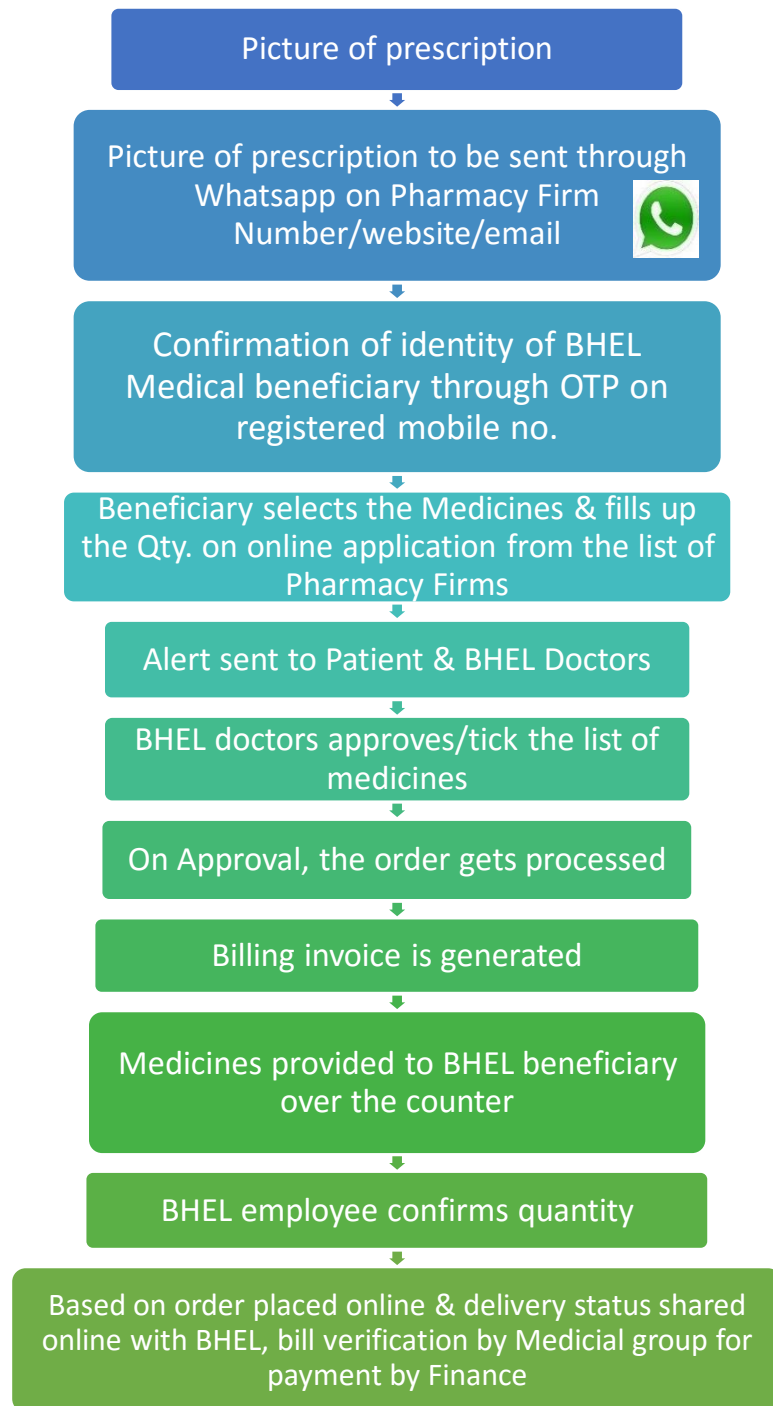 Picture of prescription
Picture of prescription to be sent through
Whatsapp on Pharmacy Firm
Number/website/email
Confirmation of identity of BHEL
Medical beneficiary through OTP on
registered mobile no.
Beneficiary selects the Medicines & fills up
the Qty. on online application from the list of
Pharmacy Firms
Alert sent to Patient & BHEL Doctors
BHEL doctors approves/tick the list of
medicines
On Approval, the order gets processed
Billing invoice is generated
Medicines provided to BHEL beneficiary
over the counter
BHEL employee confirms quantity
Based on order placed online & delivery status shared
online with BHEL, bill verification by Medicial group for
payment by Finance